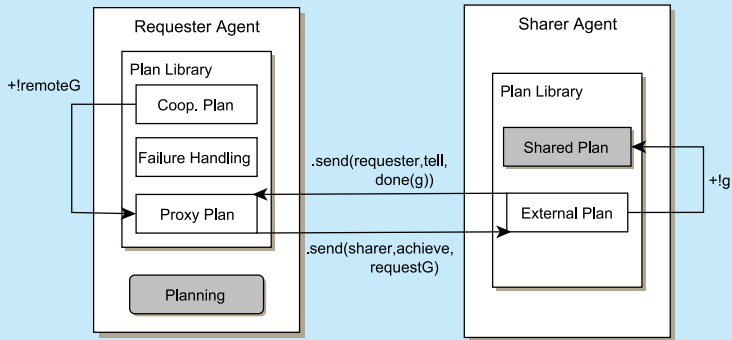 Requester Agent
Sharer Agent
Plan Library
+!remoteG
Coop. Plan
Failure Handling
Proxy Plan
Planning
.send(requester,tell,
done(g))
.send(sharer,achieve,
requestG)
Plan Library
Shared Plan
External Plan
+!g